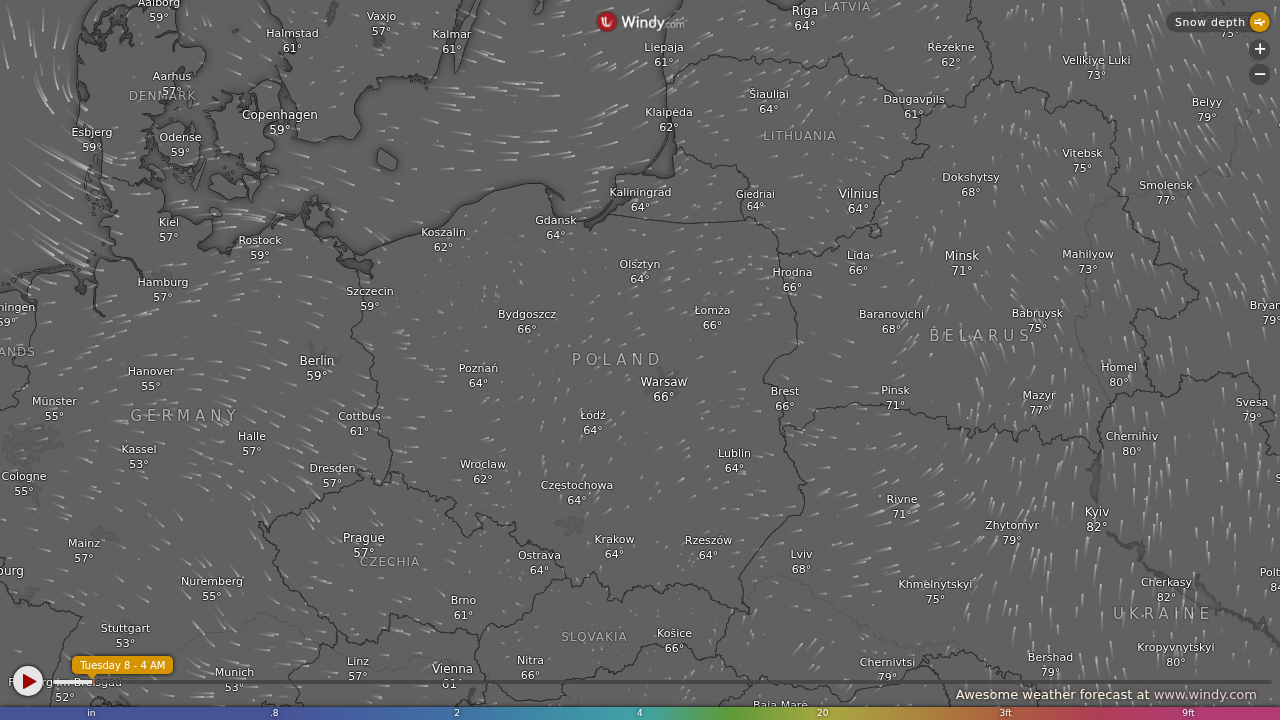 Aalborg
59°
Vaxjo
57°
Halmstad
61°
Kalmar
61°
Windy.com
Liepaja
61°
Riga
64°
LATVIA
Rēzekne
62°
Snow depth
75°
+
−
Velikiye Luki
73°
Aarhus
57°
DENMARK
Copenhagen
59°
Esbjerg
59°
Odense
59°
Klaipėda
62°
Šiauliai
64°
Daugavpils
61°
LITHUANIA
Belyy
79°
Vitebsk
75°
Kaliningrad
64°
Giedriai
64°
Vilnius
64°
Dokshytsy
68°
Smolensk
77°
Kiel
57°
Rostock
59°
Koszalin
62°
Gdansk
64°
Olsztyn
64°
Hrodna
66°
Lida
66°
Minsk
71°
Mahilyow
73°
Hamburg
57°
Szczecin
59°
Bydgoszcz
66°
Łomża
66°
Baranovichi
68°
Babruysk
75°
BELARUS
79°
Berlin
59°
Poznań
64°
POLAND
Warsaw
66°
Brest
66°
Pinsk
71°
Homel
80°
Mazyr
77°
Svesa
79°
Hanover
55°
Münster
55°
GERMANY
Cottbus
61°
Łódź
64°
Halle
57°
Kassel
53°
Cologne
55°
Dresden
57°
Wroclaw
62°
Lublin
64°
Chernihiv
80°
Częstochowa
64°
Rivne
71°
Zhytomyr
79°
Kyiv
82°
Mainz
57°
Prague
57°
CZECHIA
Ostrava
64°
Krakow
64°
Rzeszów
64°
Lviv
68°
Khmelnytskyi
75°
Cherkasy
82°
Nuremberg
55°
Brno
61°
UKRAINE
Stuttgart
53°
SLOVAKIA
Košice
66°
Kropyvnytskyi
80°
Tuesday 8 - 4 AM
52°
Munich
53°
Linz
57°
Vienna
61°
Nitra
66°
Chernivtsi
79°
Bershad
79°
Awesome weather forecast at www.windy.com
Baia Mare
in .8 2 4 20 3ft 9ft